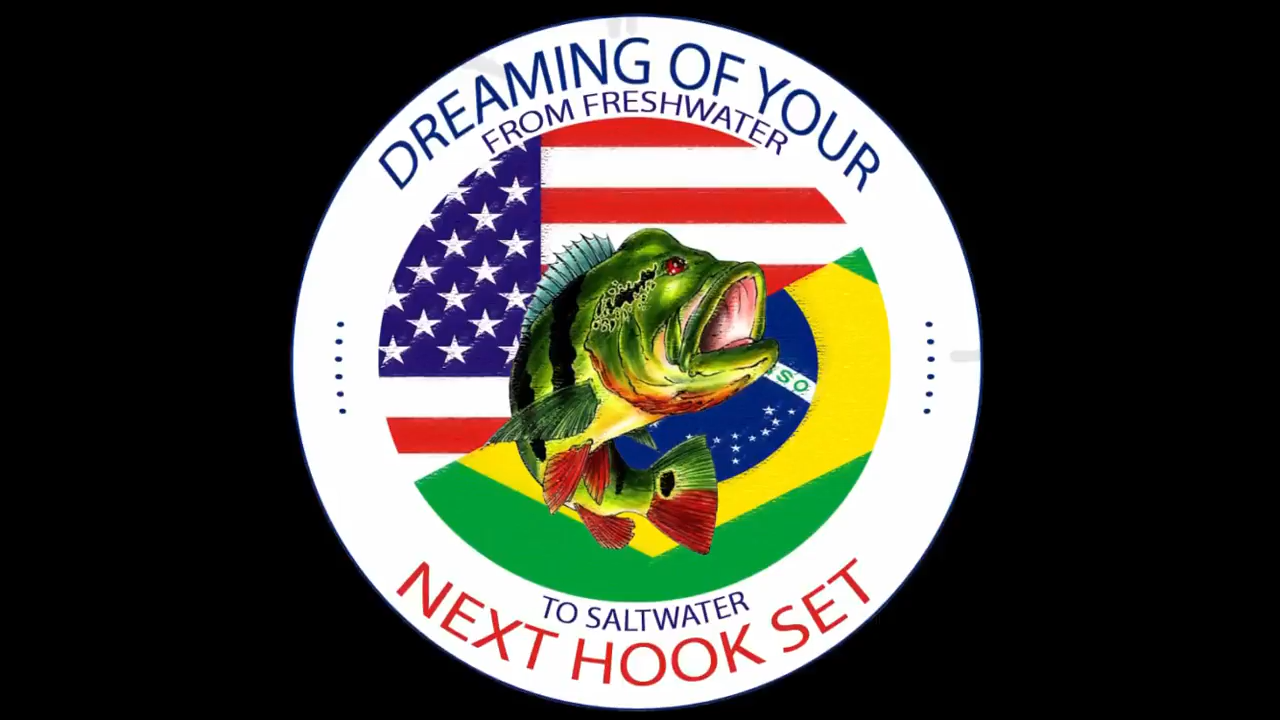 DREAMING OF YOUR
FROM FRESHWATER
TO SALTWATER
NEXT HOOK SET